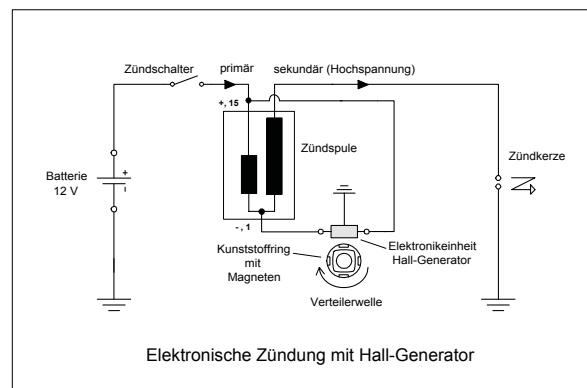 Zündschalter
primär
sekundär (Hochspannung)
+, 15
Zündspule
Batterie
12 V
+
-
Zündkerze
- , 1
Kunststoffring
mit
Magneten
Elektronikeinheit
Hall-Generator
Verteilerwelle
Elektronische Zündung mit Hall-Generator